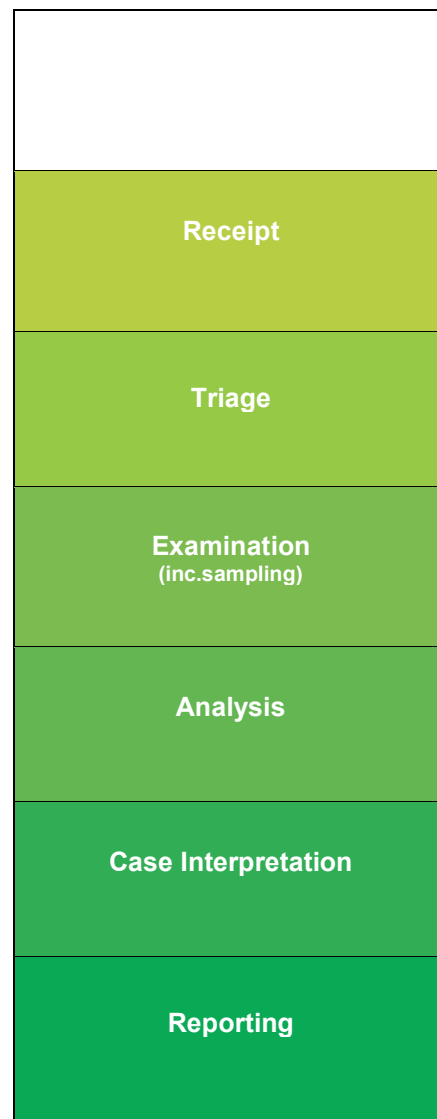 Receipt
Triage
Examination
(inc.sampling)
Analysis
Case Interpretation
Reporting